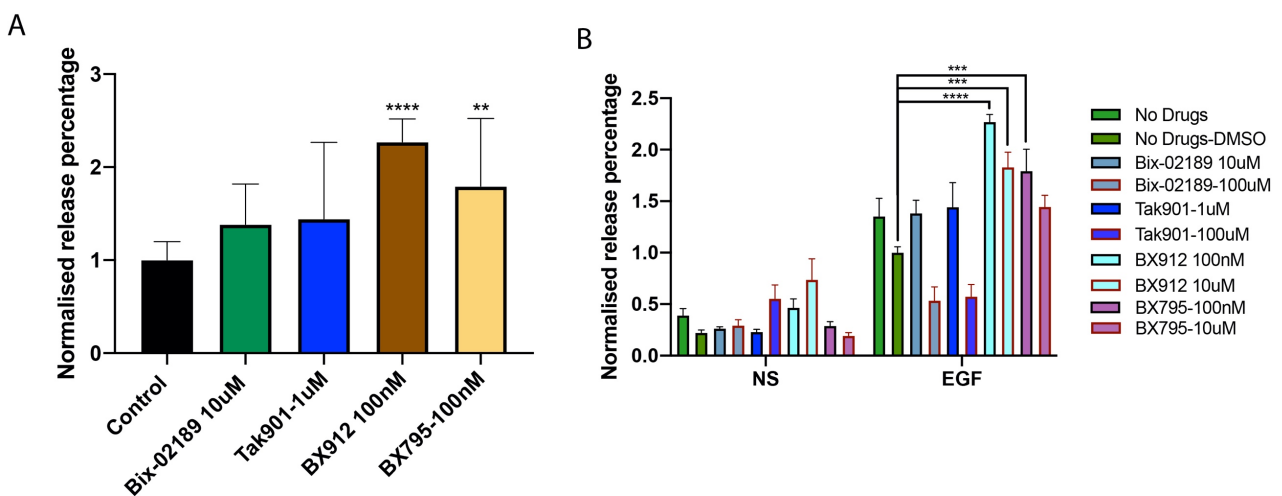 A
Normalised release percentage
3
2
1
0
****
**
Control
Bix-02189 10uM
Tak901-1uM
BX912 100nM
BX795-100nM
B
Normalised release percentage
2.5
2.0
1.5
1.0
0.5
0.0
***
***
****
NS
EGF
No Drugs
No Drugs-DMSO
Bix-02189 10uM
Bix-02189-100uM
Tak901-1uM
Tak901-100uM
BX912 100nM
BX912 10uM
BX795-100nM
BX795-10uM